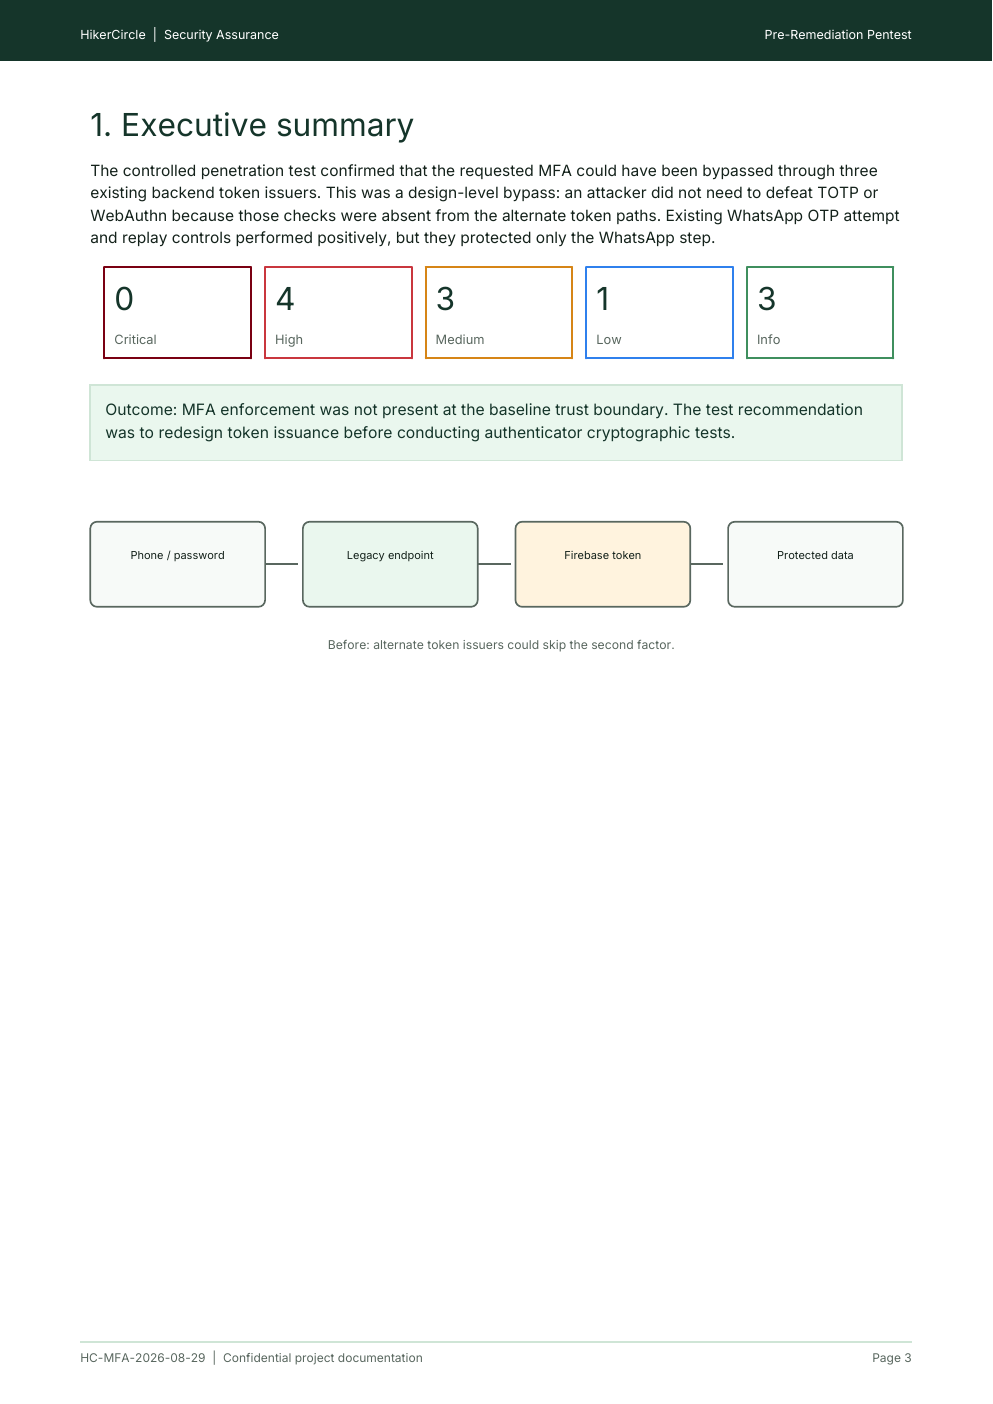 HikerCircle | Security Assurance
Pre-Remediation Pentest
1. Executive summary
The controlled penetration test confirmed that the requested MFA could have been bypassed through three
existing backend token issuers. This was a design-level bypass: an attacker did not need to defeat TOTP or
WebAuthn because those checks were absent from the alternate token paths. Existing WhatsApp OTP attempt
and replay controls performed positively, but they protected only the WhatsApp step.
0
Critical
4
High
3
Medium
1
Low
3
Info
Outcome: MFA enforcement was not present at the baseline trust boundary. The test recommendation
was to redesign token issuance before conducting authenticator cryptographic tests.
Phone / password
Legacy endpoint
Firebase token
Protected data
Before: alternate token issuers could skip the second factor.
HC-MFA-2026-08-29 | Confidential project documentation
Page 3